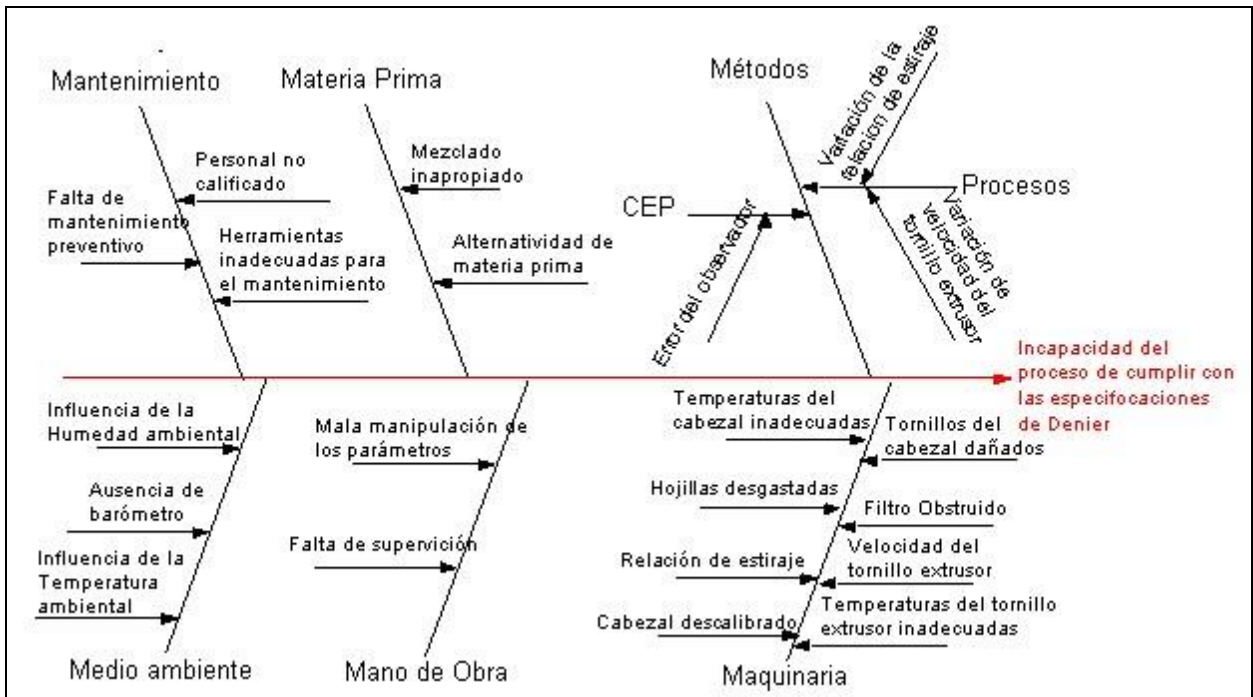 Mantenimiento
Materia Prima
Métodos
Personal no
calificado
Falta de
mantenimiento
preventivo
Herramientas
inadecuadas para
el mantenimiento
Mezclado
inapropiado
Alternatividad de
materia prima
CEP
Error del observador
Variación de la
relacion de estiraje
Procesos
Variación de
velocidad del
tornillo extrusor
Incapacidad del
proceso de cumplir con
las especifocaciones
de Denier
Influencia de la
Humedad ambiental
Ausencia de
barómetro
Influencia de la
Temperatura
ambiental
Medio ambiente
Mala manipulación de
los parámetros
Falta de supervición
Mano de Obra
Temperaturas del
cabezal inadecuadas
Tornillos del
cabezal dañados
Hojillas desgastadas
Filtro Obstruido
Relación de estiraje
Velocidad del
tornillo extrusor
Cabezal descalibrado
Temperaturas del tornillo
extrusor inadecuadas
Maquinaria